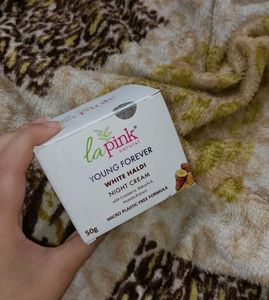 la pink
natural
YOUNG FOREVER
WHITE HALDI
NIGHT CREAM
MICRO PLASTIC FREE FORMULA
50g